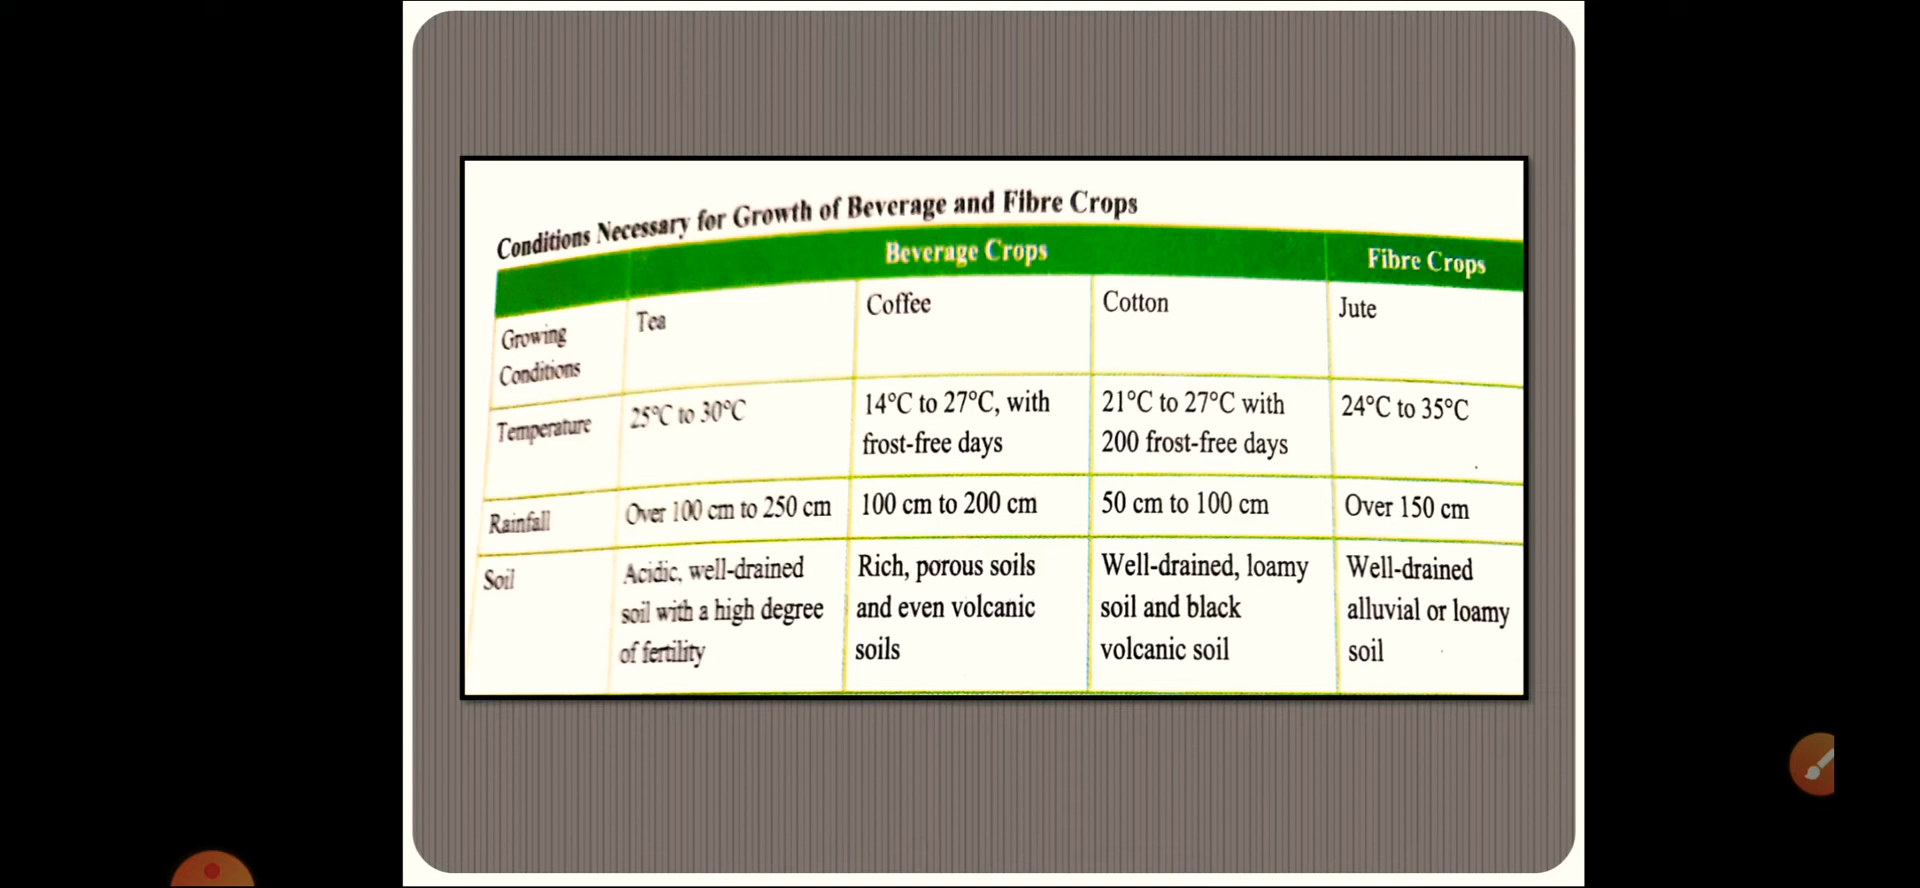 Conditions Necessary for Growth of Beverage and Fibre Crops
Beverage Crops
Fibre Crops
Growing
Conditions
Tea
Coffee
Cotton
Jute
Temperature
25°C to 30°C
14°C to 27°C, with
frost-free days
21°C to 27°C with
200 frost-free days
24°C to 35°C
Rainfall
Over 100 cm to 250 cm
100 cm to 200 cm
50 cm to 100 cm
Over 150 cm
Soil
Acidic, well-drained
soil with a high degree
of fertility
Rich, porous soils
and even volcanic
soils
Well-drained, loamy
soil and black
volcanic soil
Well-drained
alluvial or loamy
soil